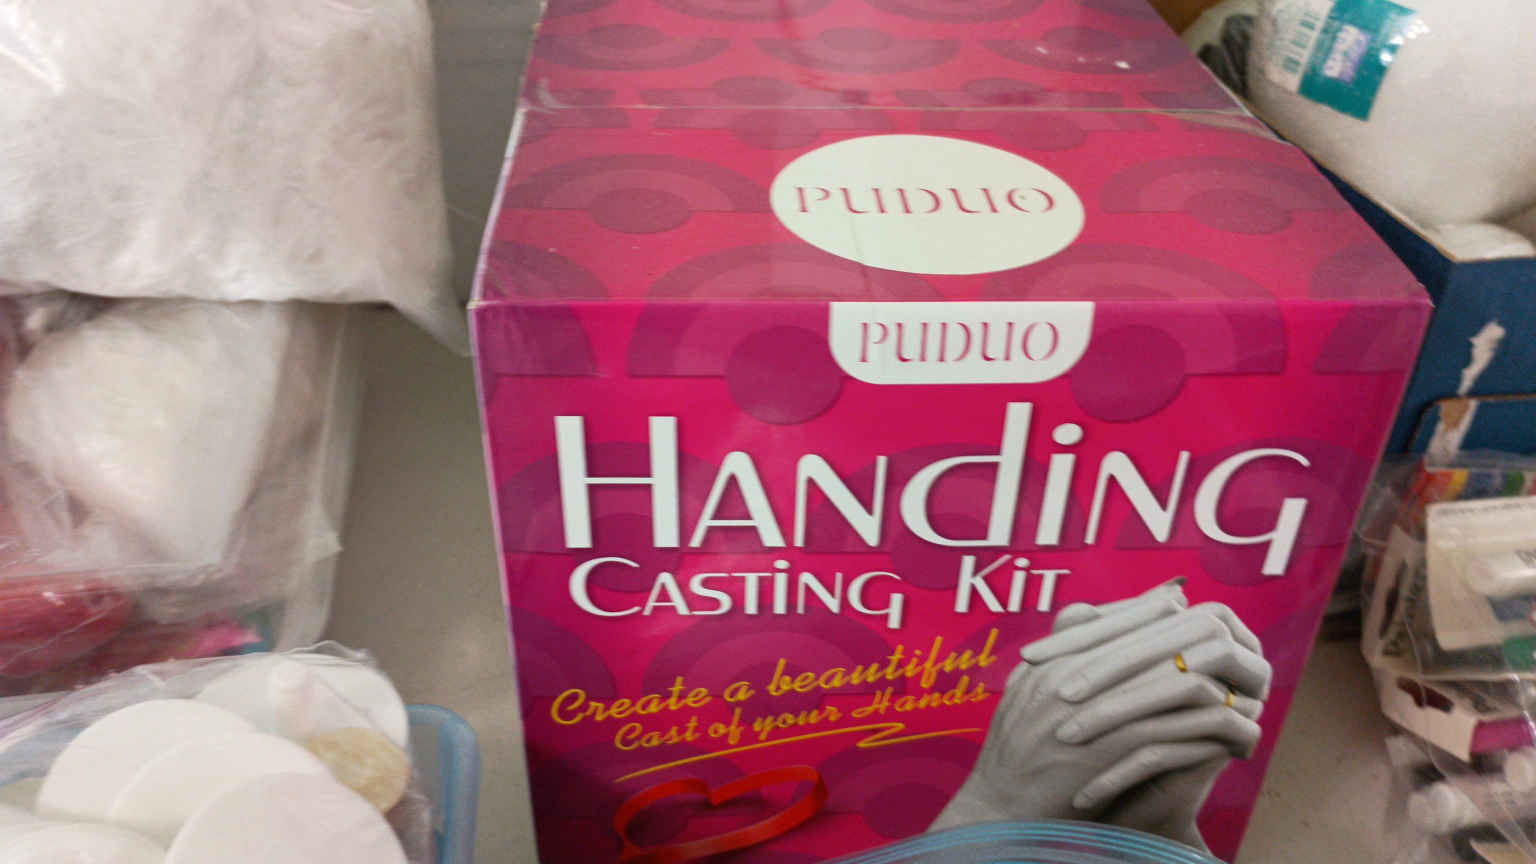 PUDUO
PUDUO
HANdiNG
CASTiNG KiT
Create a beautiful
Cast of your Hands